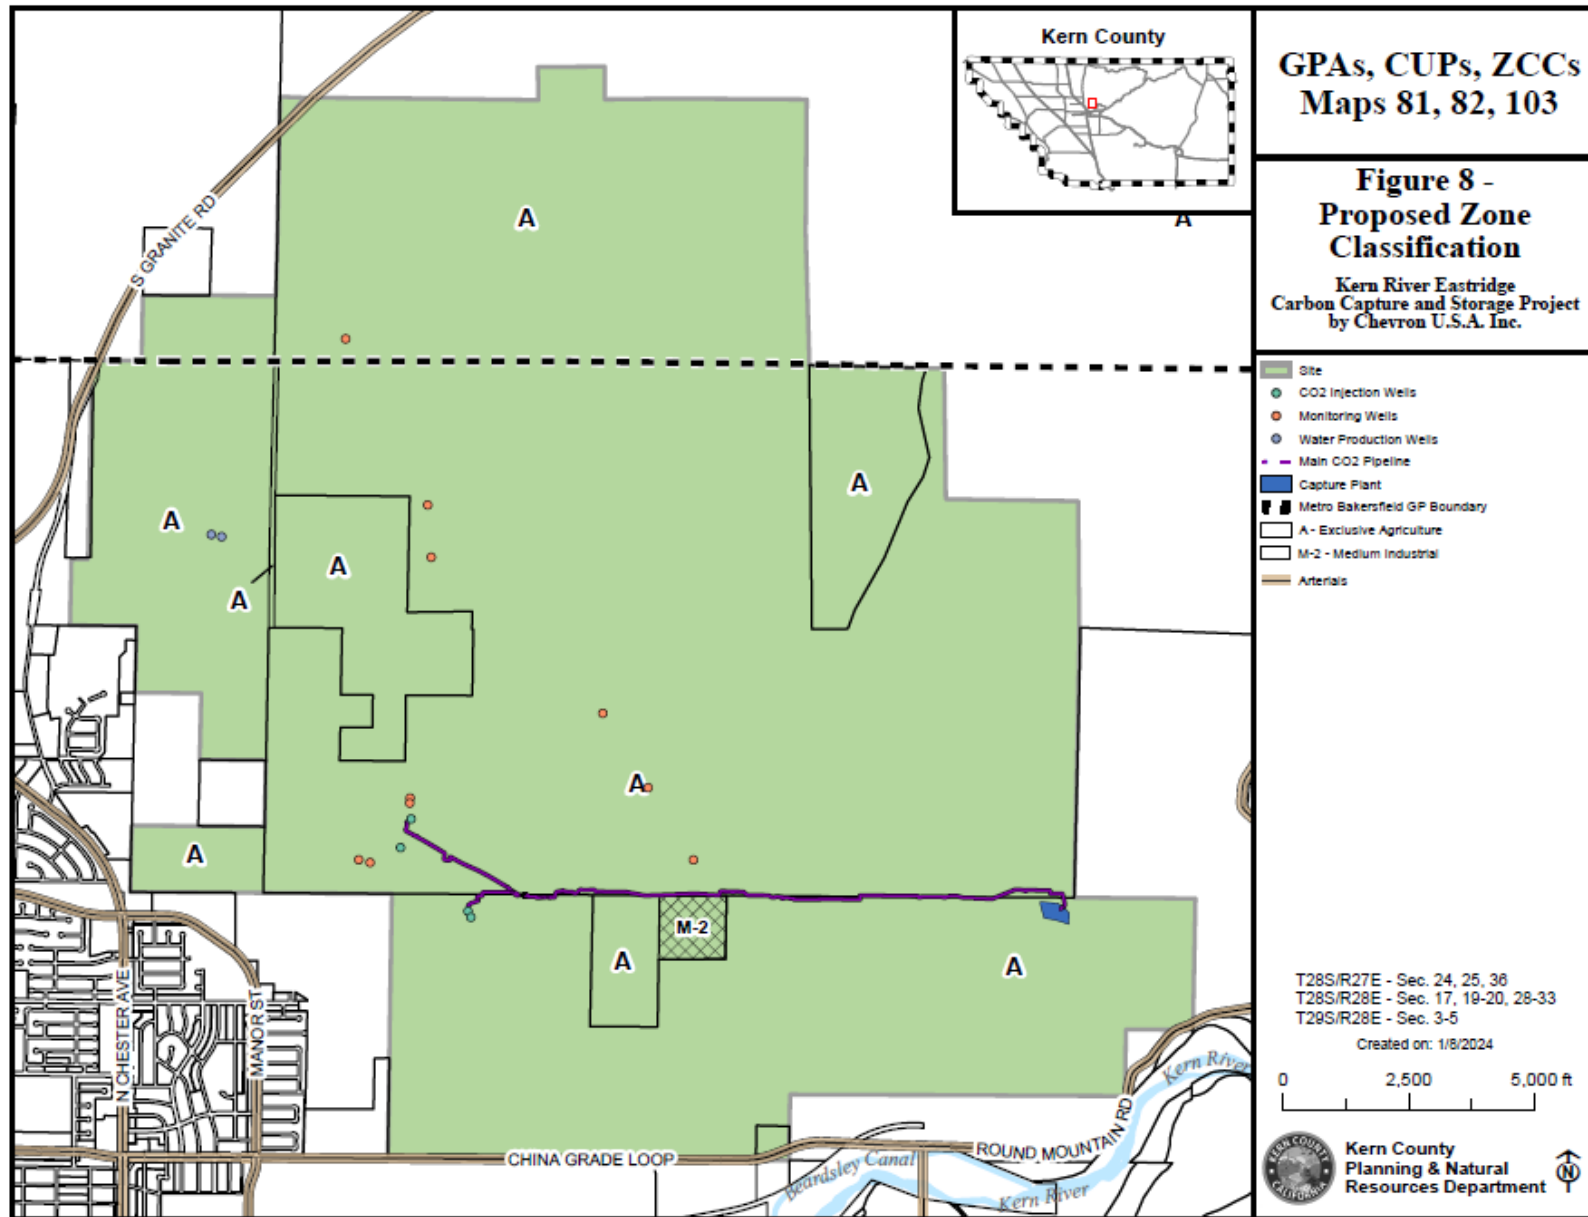 Kern County
GPAs, CUPs, ZCCs
Maps 81, 82, 103
Figure 8 -
Proposed Zone
Classification
Kern River Eastridge
Carbon Capture and Storage Project
by Chevron U.S.A. Inc.
Site
CO2 Injection Wells
Monitoring Wells
Water Production Wells
Main CO2 Pipeline
Capture Plant
Metro Bakersfield GP Boundary
A - Exclusive Agriculture
M-2 - Medium Industrial
Arterials
T28S/R27E - Sec. 24, 25, 36
T28S/R28E - Sec. 17, 19-20, 28-33
T29S/R28E - Sec. 3-5
Created on: 1/8/2024
0 2,500 5,000 ft
KERN COUNTY
CALIFORNIA
Kern County
Planning & Natural
Resources Department
N
A
A
S GRANITE RD
A
A
A
A
A
A
M-2
A
A
N CHESTER AVE
MANOR ST
CHINA GRADE LOOP
ROUND MOUNTAIN RD
Kern River
Beardsley Canal
Kern River